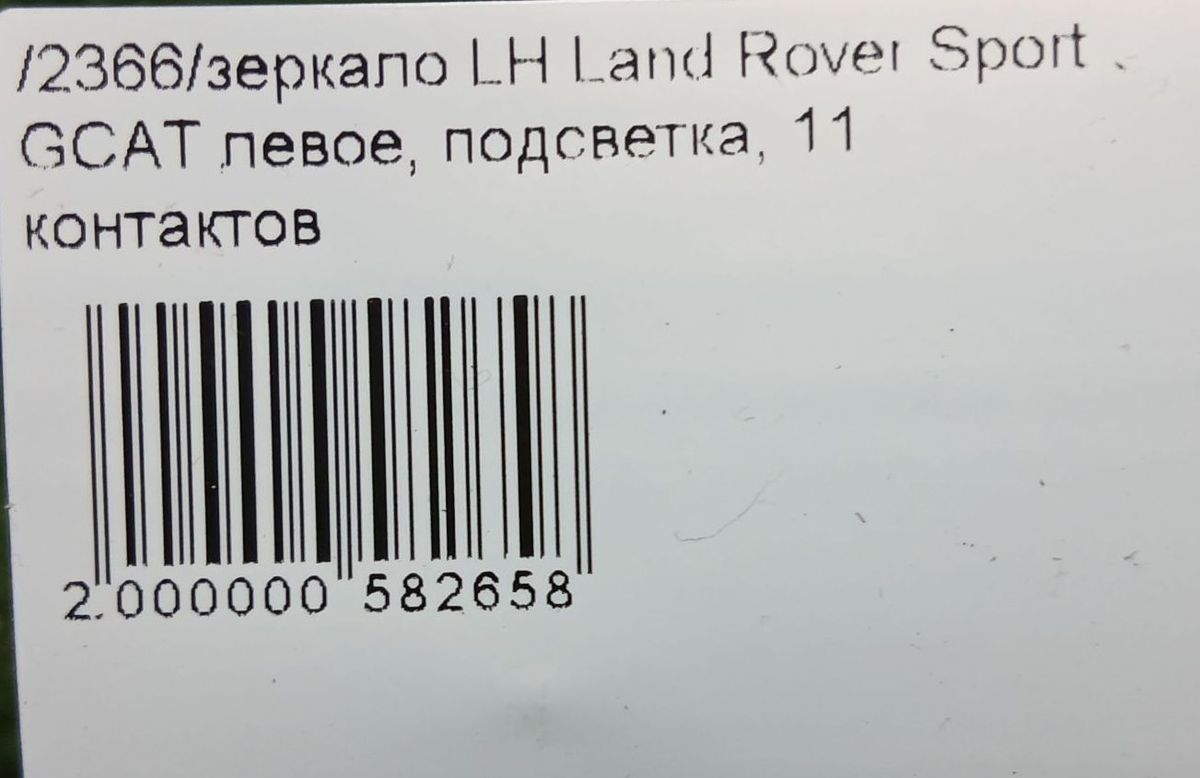 /2366/зеркало LH Land Rover Sport .
GCAT левое, подсветка, 11
контактов
2 000000 582658